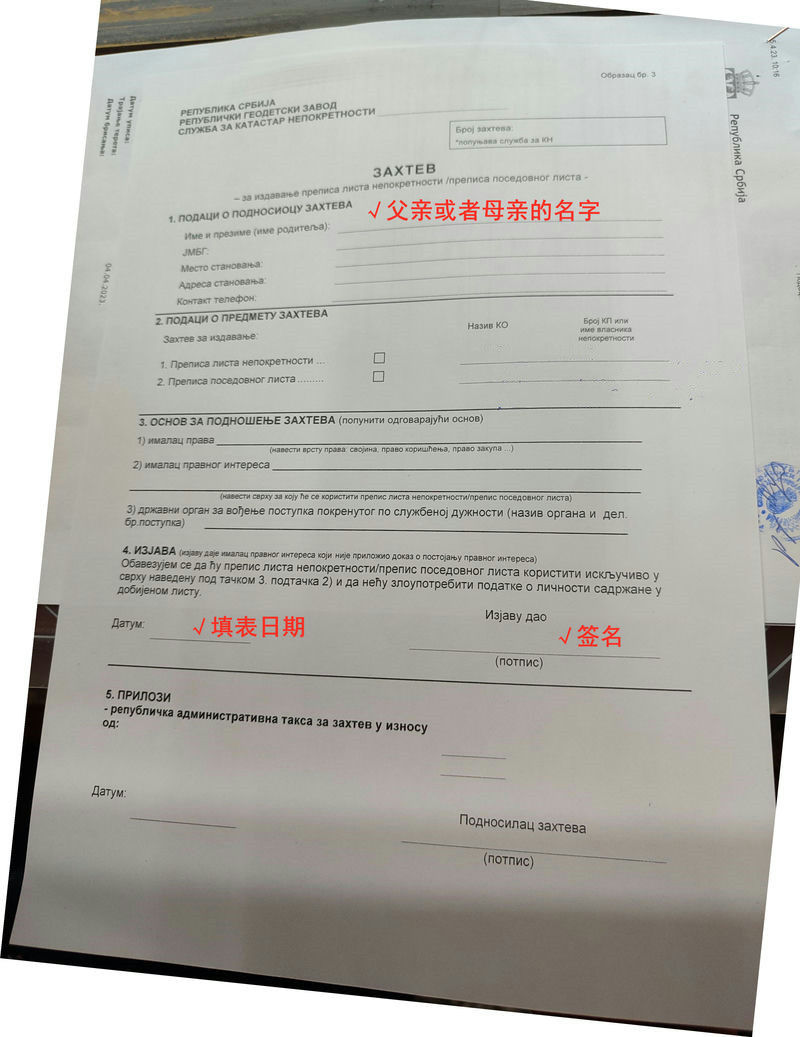 Образац бр. 3
5.4.23. 10:16
Република Србија
Датум уписа:
Трајање терета:
Датум брисања:
04.04.2023.
РЕПУБЛИКА СРБИЈА
РЕПУБЛИЧКИ ГЕОДЕТСКИ ЗАВОД
СЛУЖБА ЗА КАТАСТАР НЕПОКРЕТНОСТИ
Број захтева:
*попуњава служба за КН
ЗАХТЕВ
– за издавање преписа листа непокретности /преписа поседовног листа -
1. ПОДАЦИ О ПОДНОСИОЦУ ЗАХТЕВА
√ 父亲或者母亲的名字
Име и презиме (име родитеља):
ЈМБГ:
Место становања:
Адреса становања:
Контакт телефон:
2. ПОДАЦИ О ПРЕДМЕТУ ЗАХТЕВА
Захтев за издавање:
Назив КО
Број КП или
име власника
непокретности
1. Преписа листа непокретности ...
2. Преписа поседовног листа.........
3. ОСНОВ ЗА ПОДНОШЕЊЕ ЗАХТЕВА (попунити одговарајући основ)
1) ималац права
(навести врсту права: својина, право коришћења, право закупа ...)
2) ималац правног интереса
(навести сврху за коју ће се користити препис листа непокретности/препис поседовног листа)
3) државни орган за вођење поступка покренутог по службеној дужности (назив органа и дел.
бр.поступка)
4. ИЗЈАВА (изјаву даје ималац правног интереса који није приложио доказ о постојању правног интереса)
Обавезујем се да ћу препис листа непокретности/препис поседовног листа користити искључиво у
сврху наведену под тачком 3. подтачка 2) и да нећу злоупотребити податке о личности садржане у
добијеном листу.
Изјаву дао
Датум:
√ 填表日期
√ 签名
(потпис)
5. ПРИЛОЗИ
- републичка административна такса за захтев у износу
од:
Датум:
Подносилац захтева
(потпис)